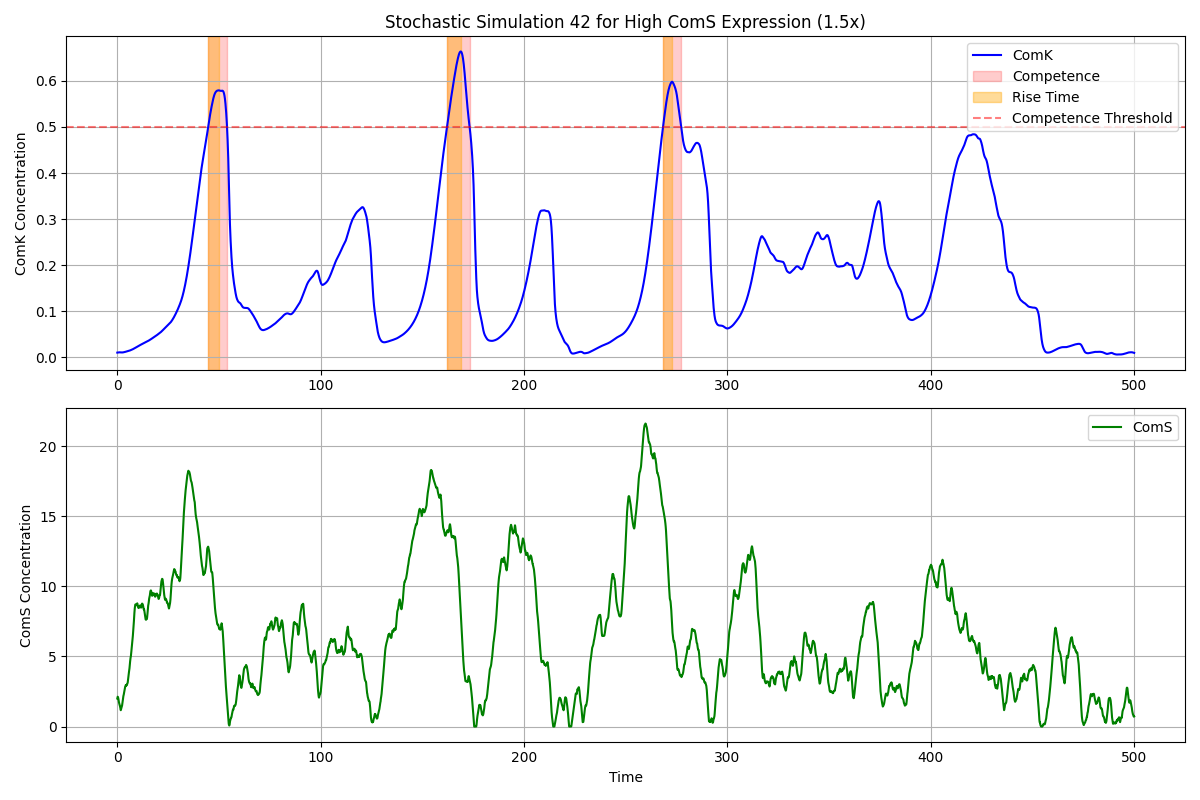 Stochastic Simulation 42 for High ComS Expression (1.5x)
ComK Concentration
0.6
0.5
0.4
0.3
0.2
0.1
0.0
ComK
Competence
Rise Time
Competence Threshold
0 100 200 300 400 500
ComS Concentration
20
15
10
5
0
ComS
0 100 200 300 400 500
Time